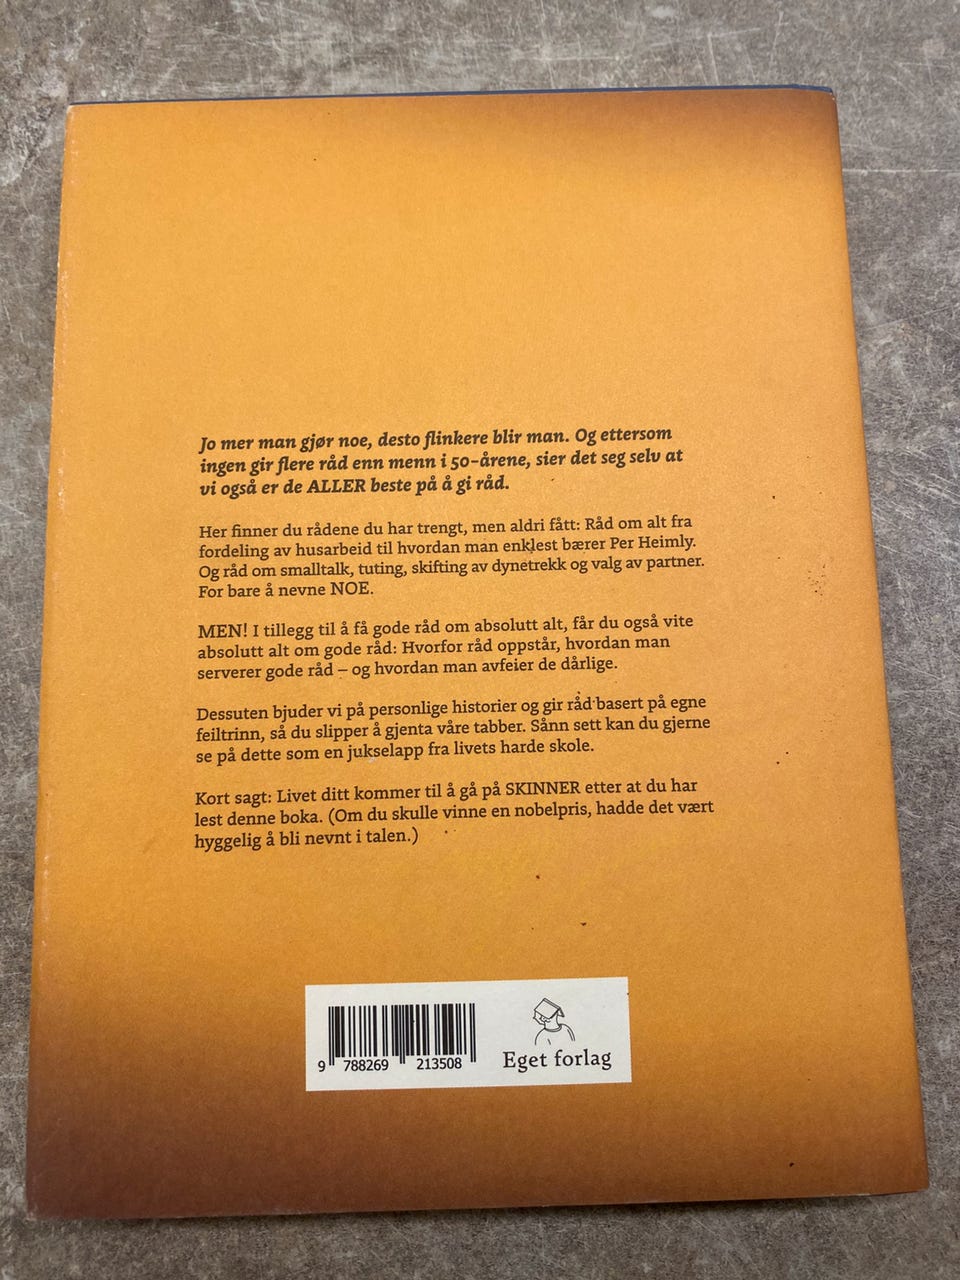 Jo mer man gjør noe, desto flinkere blir man. Og ettersom
ingen gir flere råd enn menn i 50-årene, sier det seg selv at
vi også er de ALLER beste på å gi råd.
Her finner du rådene du har trengt, men aldri fått: Råd om alt fra
fordeling av husarbeid til hvordan man enklest bærer Per Heimly.
Og råd om smalltalk, tuting, skifting av dynetrekk og valg av partner.
For bare å nevne NOE.
MEN! I tillegg til å få gode råd om absolutt alt, får du også vite
absolutt alt om gode råd: Hvorfor råd oppstår, hvordan man
serverer gode råd – og hvordan man avfeier de dårlige.
Dessuten bjuder vi på personlige historier og gir råd basert på egne
feiltrinn, så du slipper å gjenta våre tabber. Sånn sett kan du gjerne
se på dette som en jukselapp fra livets harde skole.
Kort sagt: Livet ditt kommer til å gå på SKINNER etter at du har
lest denne boka. (Om du skulle vinne en nobelpris, hadde det vært
hyggelig å bli nevnt i talen.)
9 788269 213508
Eget forlag